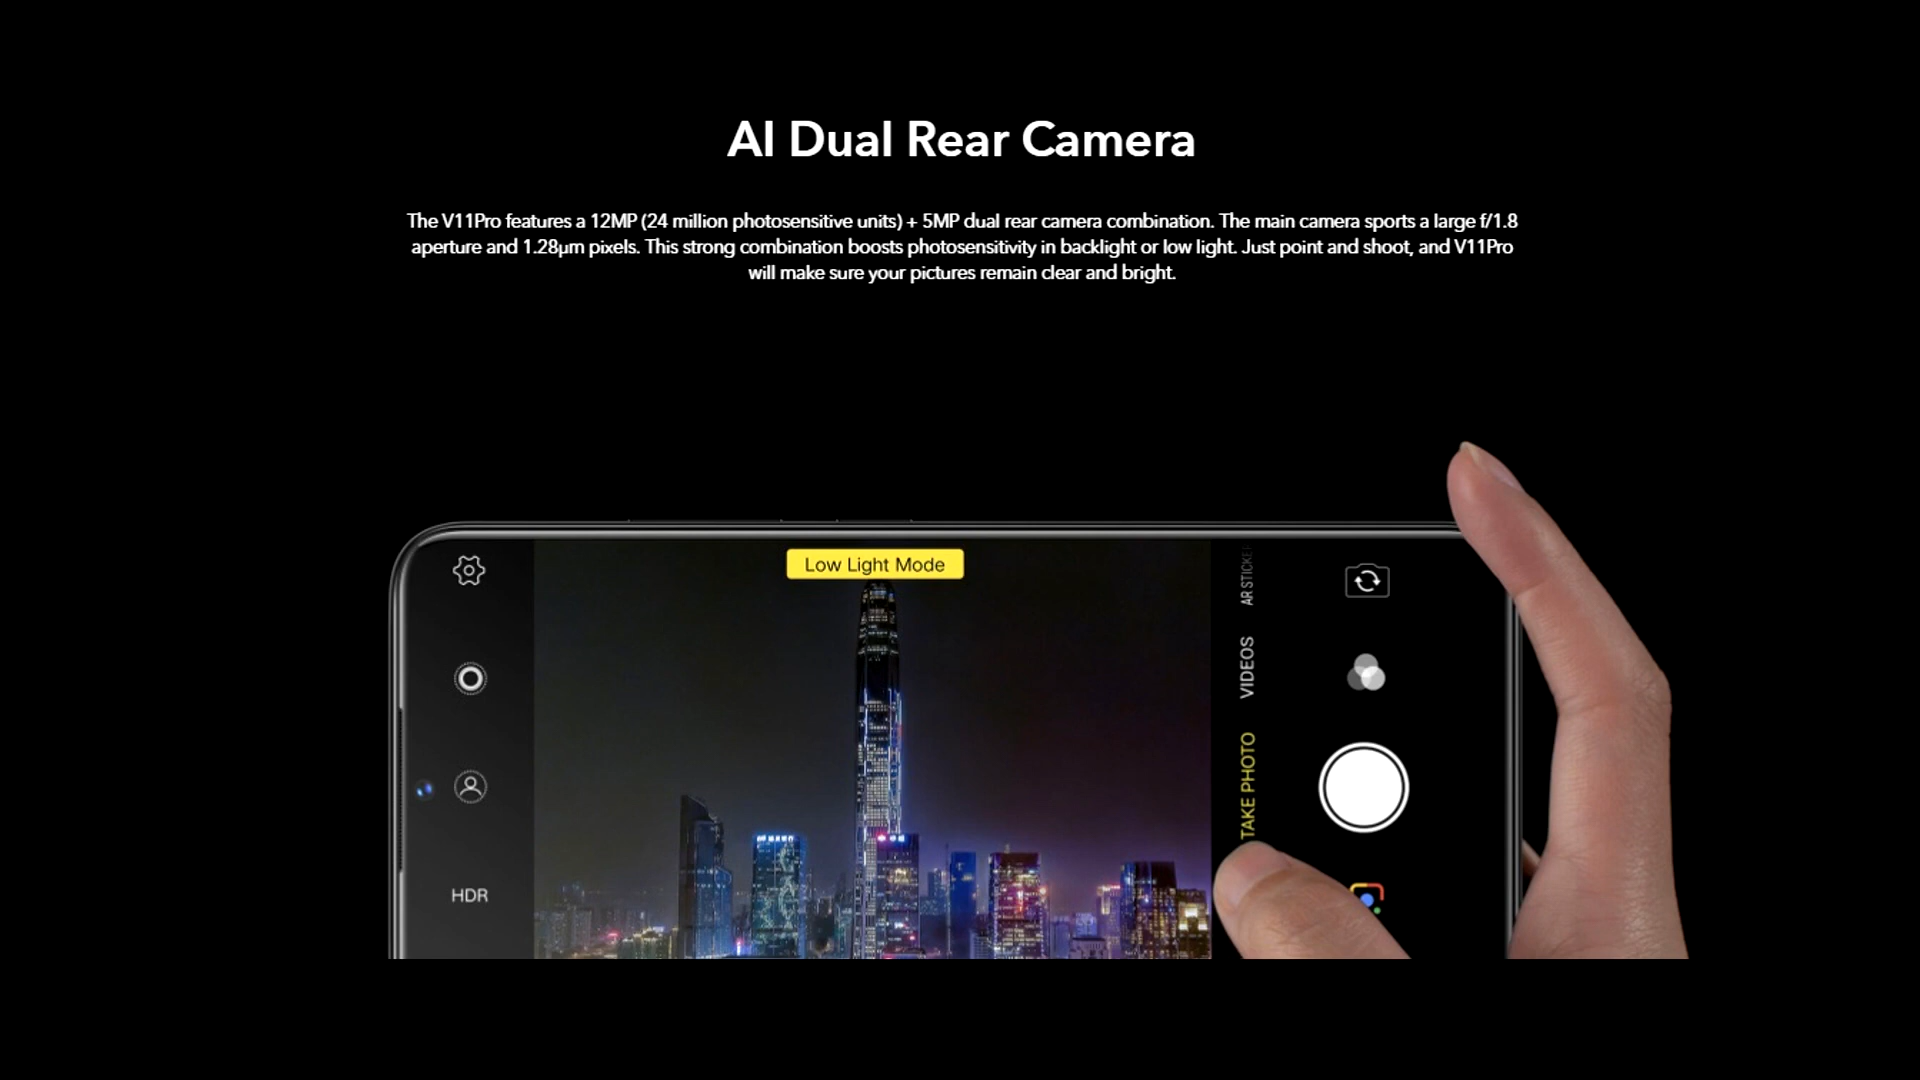 AI Dual Rear Camera
The V11Pro features a 12MP (24 million photosensitive units) + 5MP dual rear camera combination. The main camera sports a large f/1.8
aperture and 1.28μm pixels. This strong combination boosts photosensitivity in backlight or low light. Just point and shoot, and V11Pro
will make sure your pictures remain clear and bright.
Low Light Mode
AR STICKE
VIDEOS
TAKE PHOTO
HDR